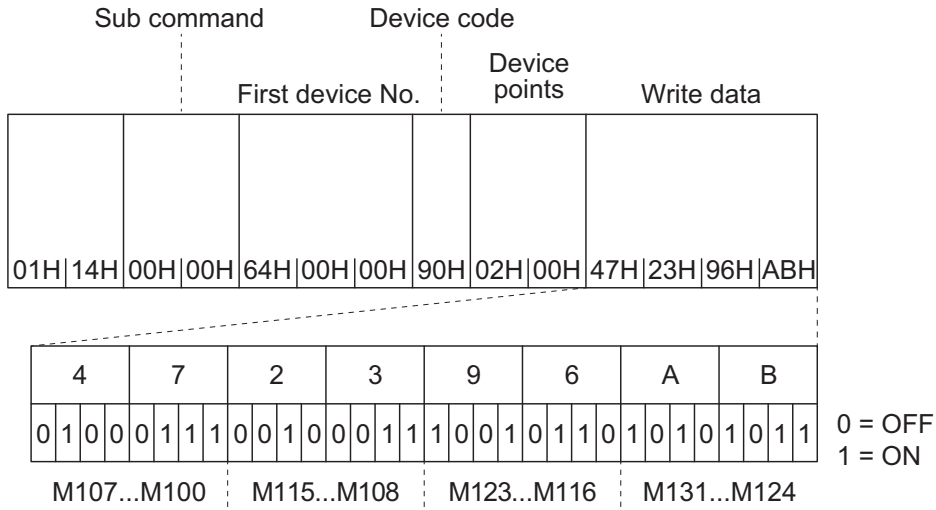 Sub command Device code
Device
points
First device No. Write data
01H 14H 00H 00H 64H 00H 00H 90H 02H 00H 47H 23H 96H ABH
4 7 2 3 9 6 A B
0 1 0 0 0 1 1 1 0 0 1 0 0 0 1 1 1 0 0 1 0 1 1 0 1 0 1 0 1 0 1 1
0 = OFF
1 = ON
M107...M100 M115...M108 M123...M116 M131...M124